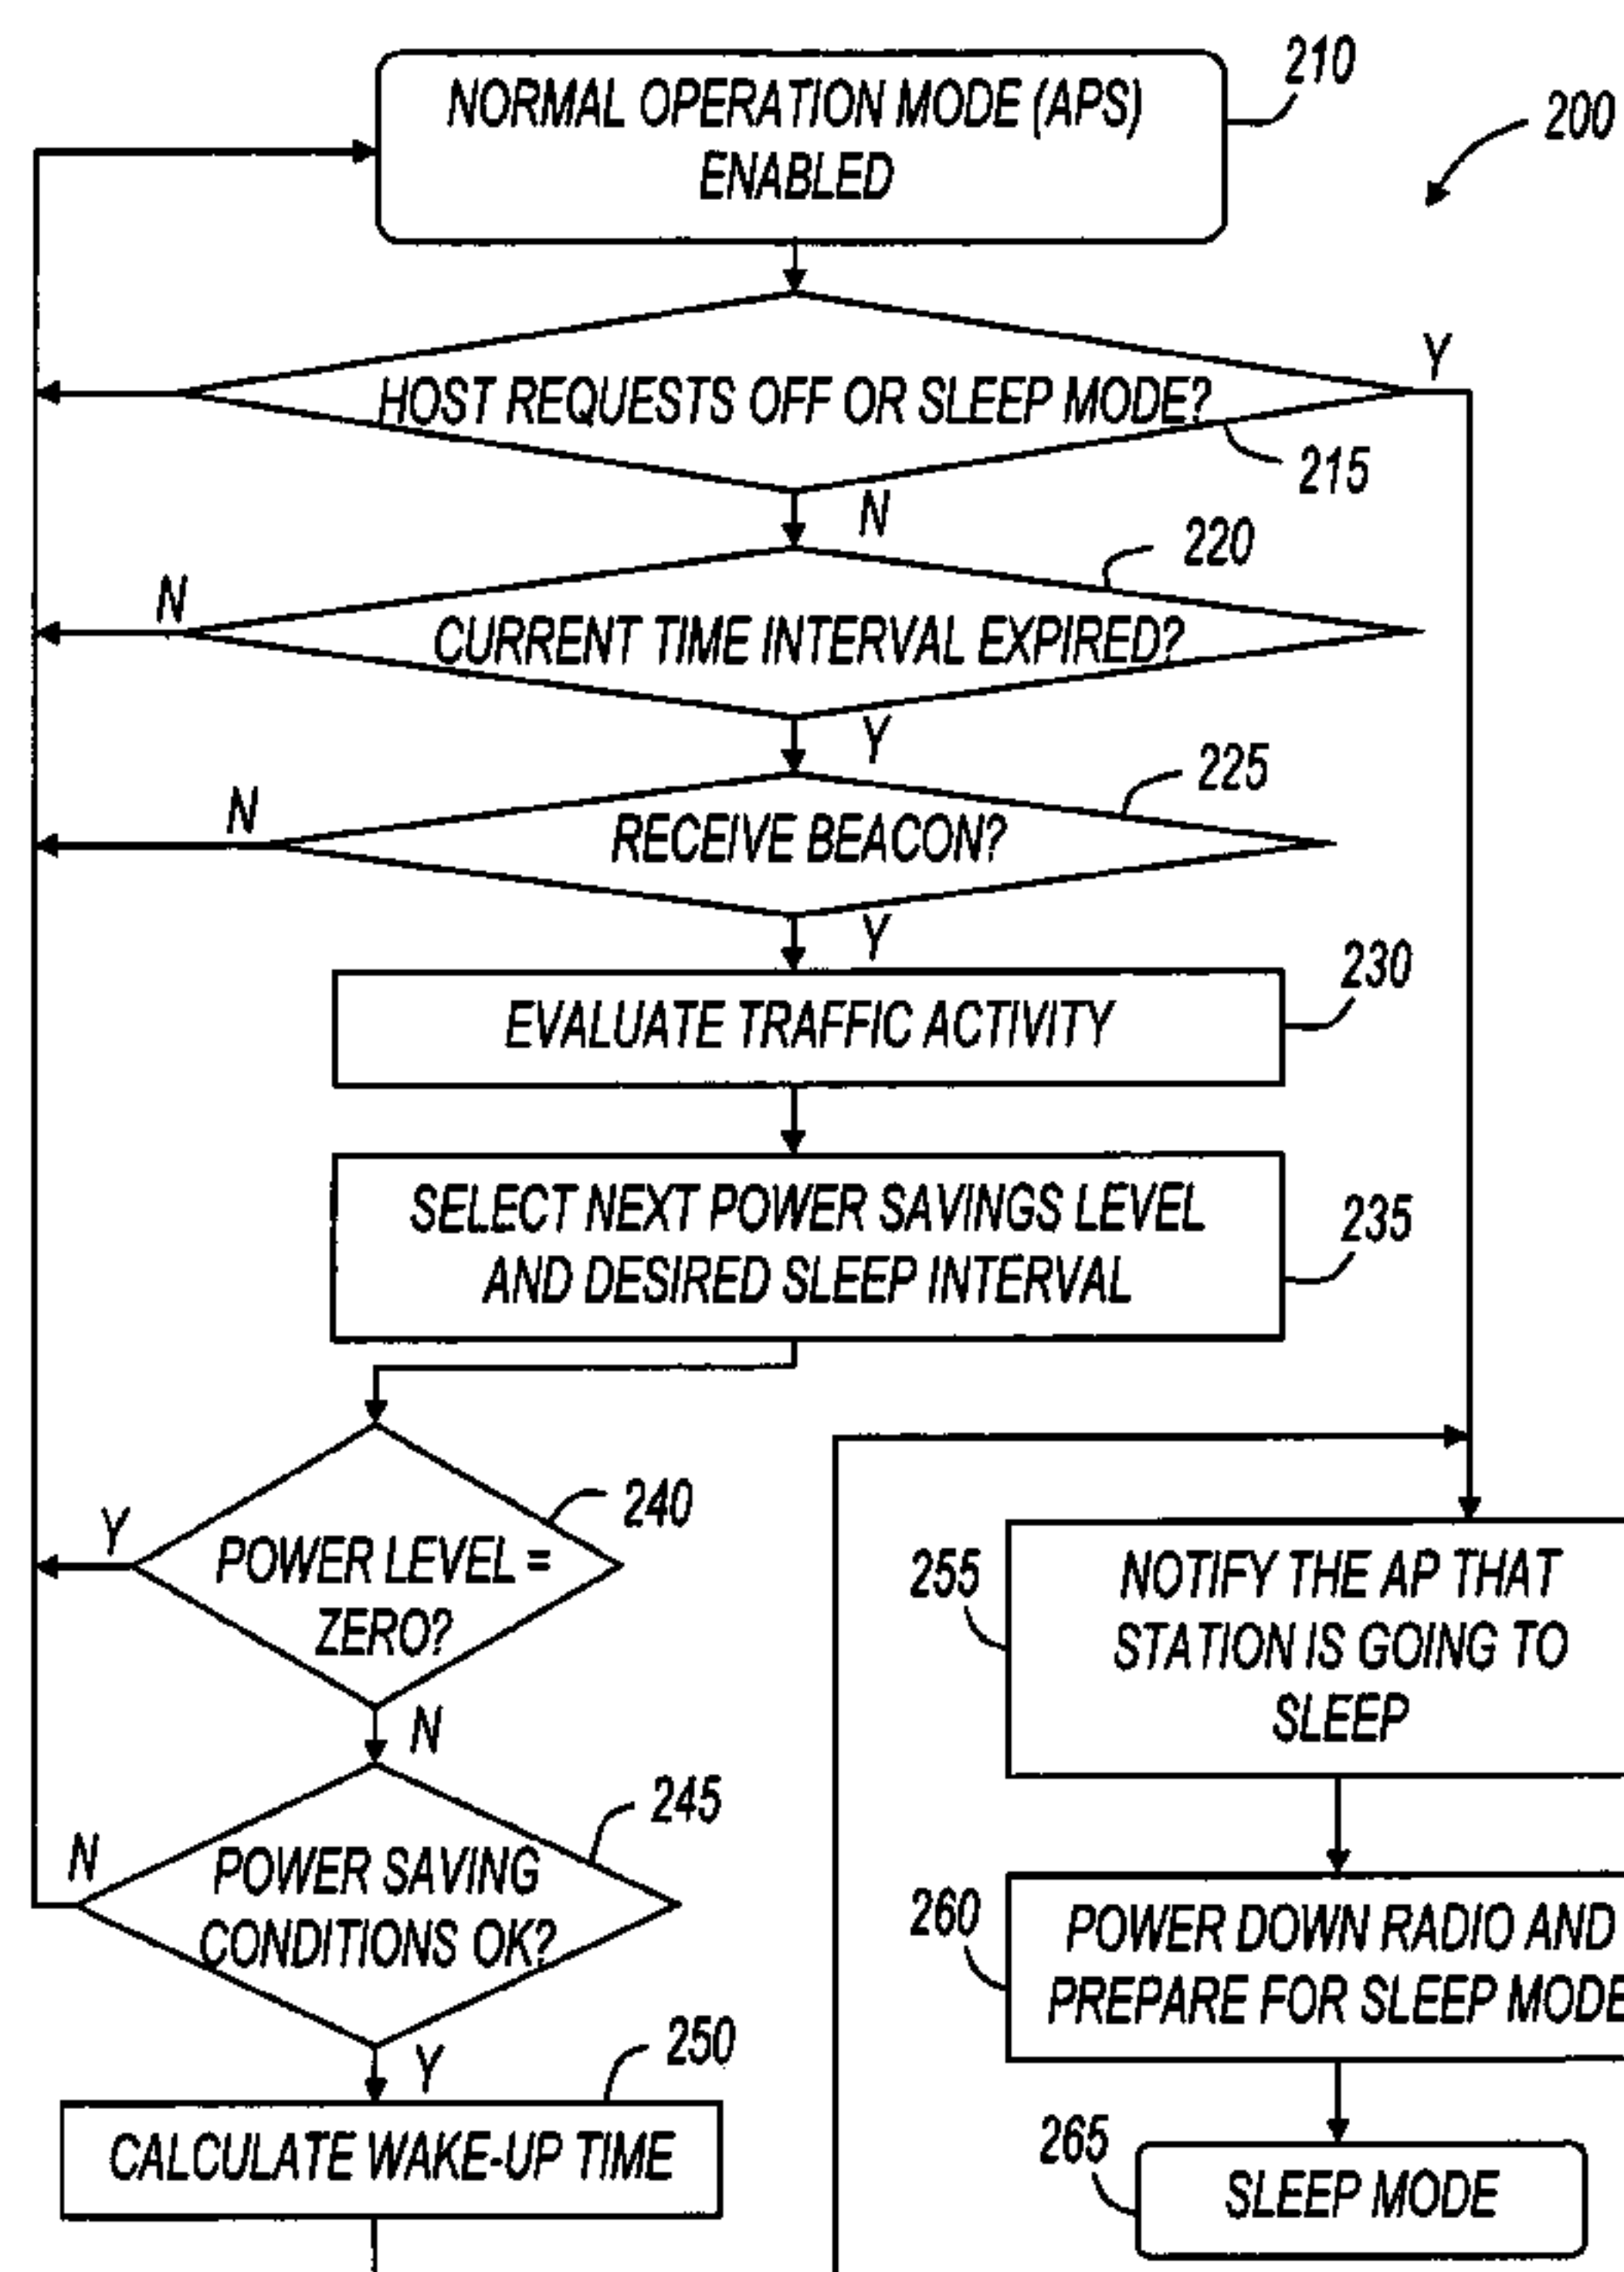 210
NORMAL OPERATION MODE (APS)
ENABLED
200
Y
HOST REQUESTS OFF OR SLEEP MODE?
215
N
220
N
CURRENT TIME INTERVAL EXPIRED?
Y
225
N
RECEIVE BEACON?
Y
230
EVALUATE TRAFFIC ACTIVITY
SELECT NEXT POWER SAVINGS LEVEL
AND DESIRED SLEEP INTERVAL
235
240
Y
POWER LEVEL =
ZERO?
N
245
N
POWER SAVING
CONDITIONS OK?
Y
250
CALCULATE WAKE-UP TIME
255
NOTIFY THE AP THAT
STATION IS GOING TO
SLEEP
260
POWER DOWN RADIO AND
PREPARE FOR SLEEP MODE
265
SLEEP MODE